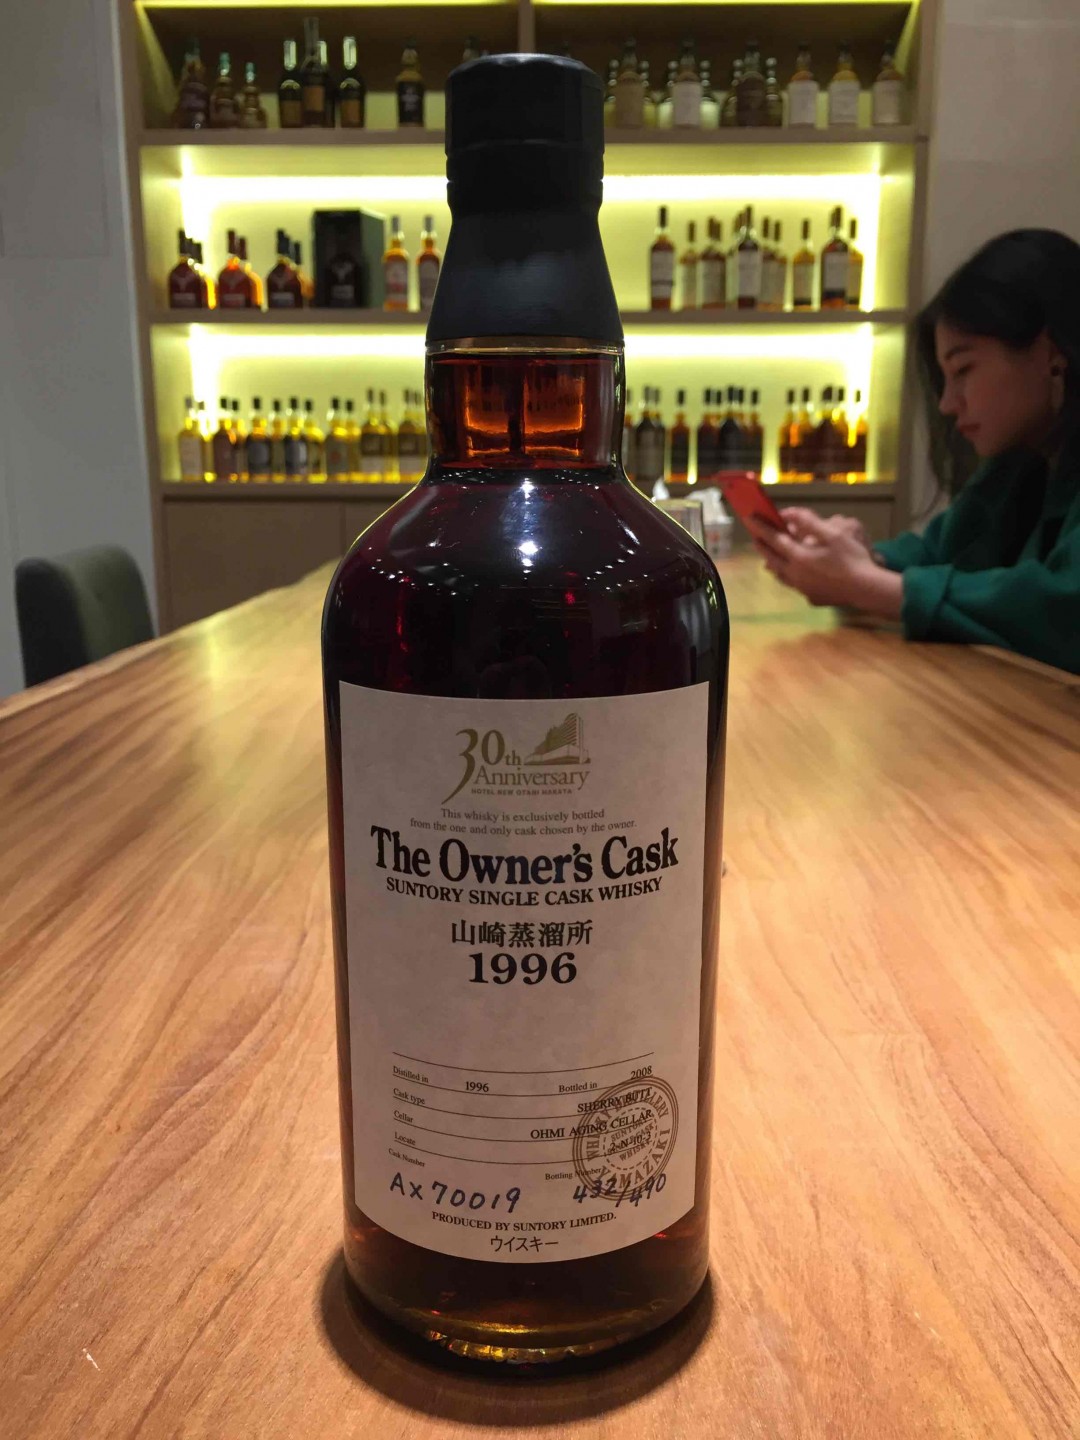 30th
Anniversary
HOTEL NEW OTANI HAKATA
This whisky is exclusively bottled
from the one and only cask chosen by the owner.
The Owner's Cask
SUNTORY SINGLE CASK WHISKY
山崎蒸溜所
1996
Distilled in 1996 Bottled in 2008
Cask type SHERRY BUTT
Cellar OHMI AGING CELLAR
Locate
Cask Number Bottling Number
AX70019 432/490
PRODUCED BY SUNTORY LIMITED.
ウイスキー